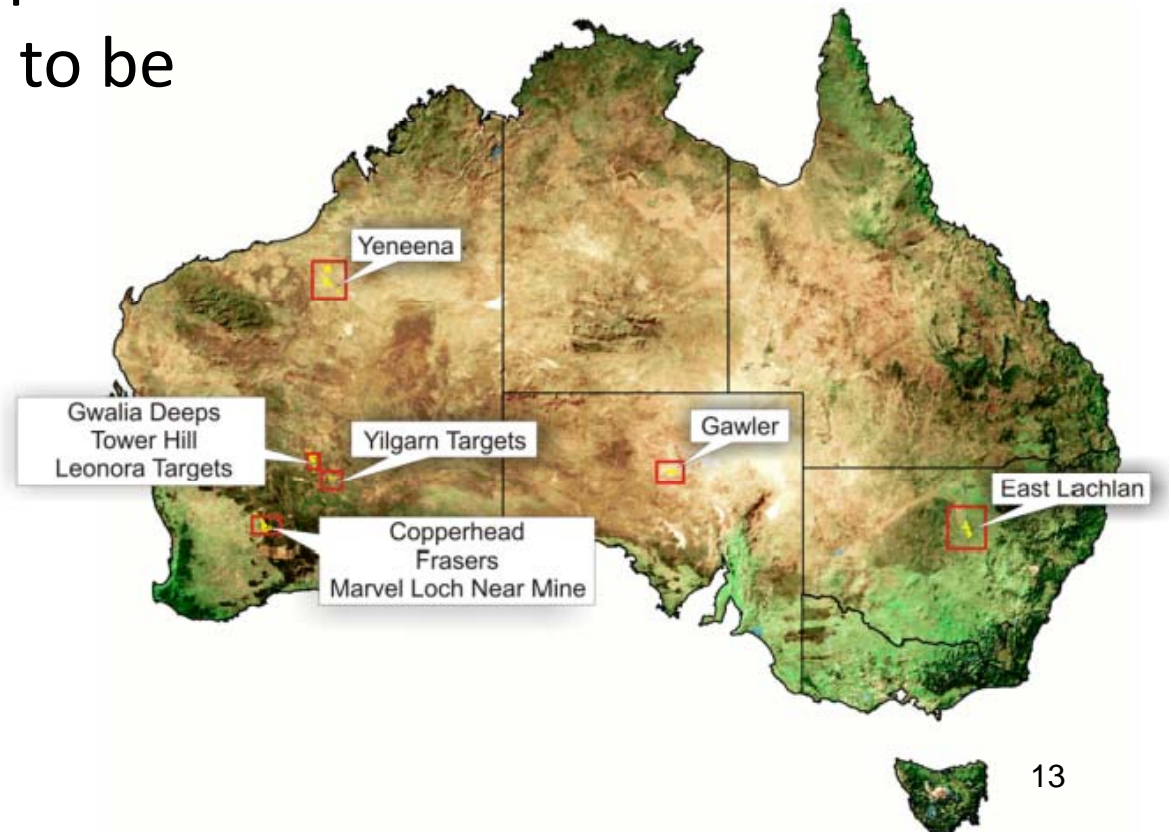 to be
Yeneena
Gwalia Deeps
Tower Hill
Leonora Targets
Yilgarn Targets
Gawler
East Lachlan
Copperhead
Frasers
Marvel Loch Near Mine
13